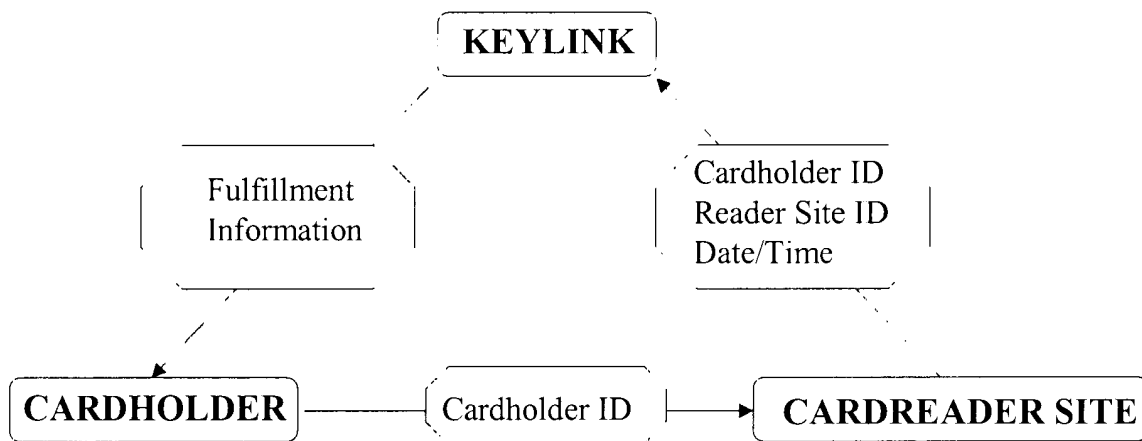 KEYLINK
Fulfillment
Information
Cardholder ID
Reader Site ID
Date/Time
CARDHOLDER
Cardholder ID
CARDREADER SITE